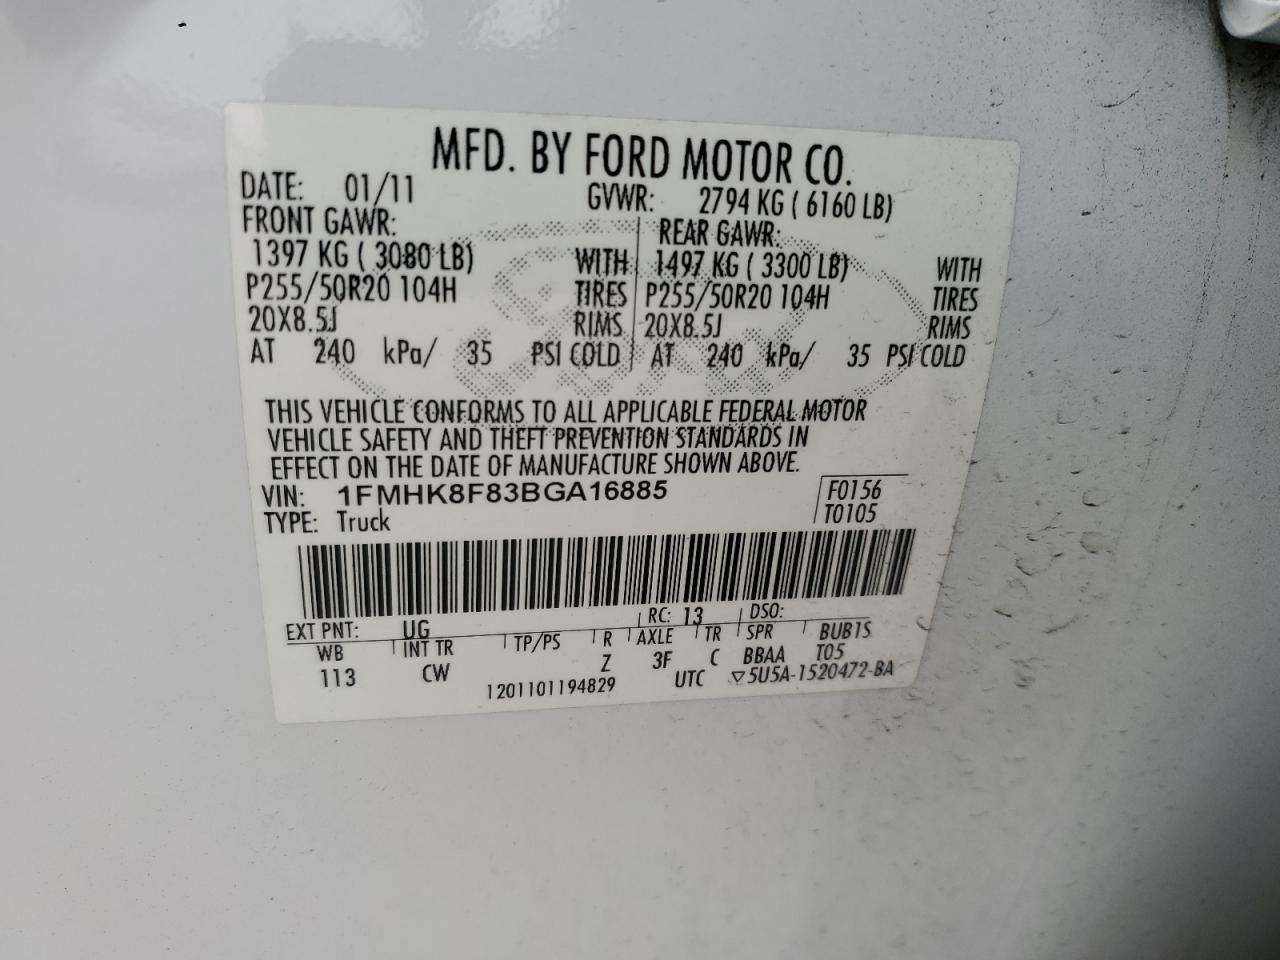 MFD. BY FORD MOTOR CO.
DATE: 01/11 GVWR: 2794 KG ( 6160 LB)
FRONT GAWR: REAR GAWR:
1397 KG ( 3080 LB) WITH 1497 KG ( 3300 LB) WITH
P255/50R20 104H TIRES P255/50R20 104H TIRES
20X8.5J RIMS 20X8.5J RIMS
AT 240 kPa/ 35 PSI COLD AT 240 kPa/ 35 PSI COLD
THIS VEHICLE CONFORMS TO ALL APPLICABLE FEDERAL MOTOR
VEHICLE SAFETY AND THEFT PREVENTION STANDARDS IN
EFFECT ON THE DATE OF MANUFACTURE SHOWN ABOVE.
VIN: 1FMHK8F83BGA16885 F0156
TYPE: Truck T0105
EXT PNT: UG RC: 13 DSO:
WB INT TR TP/PS R AXLE TR SPR BUB1S
113 CW Z 3F C BBAA T05
1201101194829 UTC ▽5U5A-1520472-BA